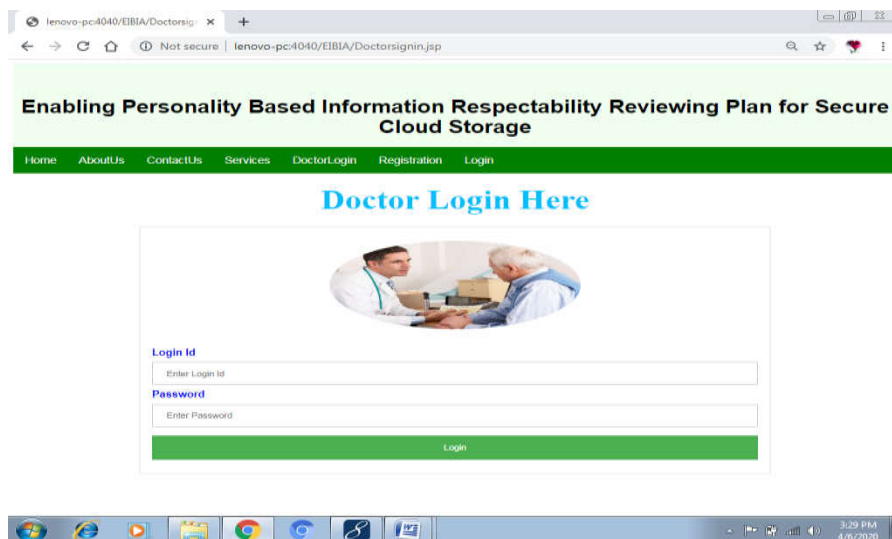 lenovo-pc:4040/EIBIA/Doctorsig
Not secure | lenovo-pc:4040/EIBIA/Doctorsignin.jsp
Enabling Personality Based Information Respectability Reviewing Plan for Secure
Cloud Storage
Home AboutUs ContactUs Services DoctorLogin Registration Login
Doctor Login Here
Login Id
Enter Login Id
Password
Enter Password
Login
3:29 PM
4/6/2020